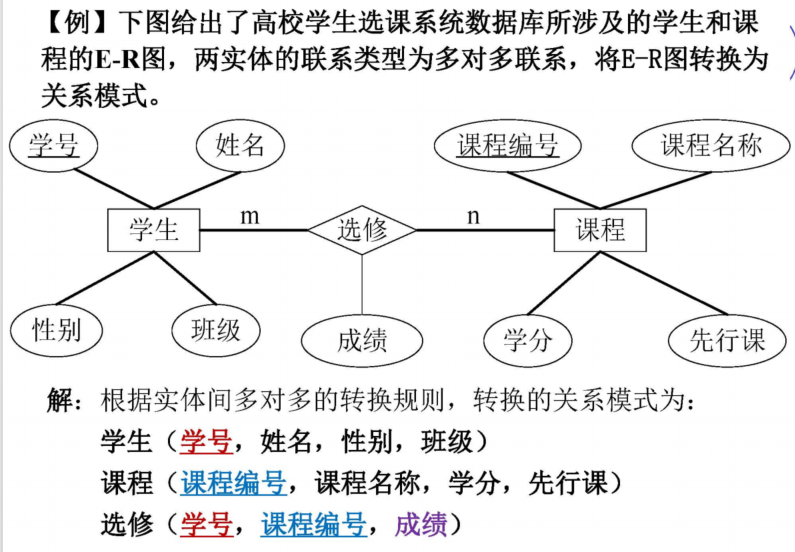 【例】下图给出了高校学生选课系统数据库所涉及的学生和课
程的E-R图，两实体的联系类型为多对多联系，将E-R图转换为
关系模式。
学号
姓名
课程编号
课程名称
学生
m
选修
n
课程
性别
班级
成绩
学分
先行课
解：根据实体间多对多的转换规则，转换的关系模式为：
学生（学号，姓名，性别，班级）
课程（课程编号，课程名称，学分，先行课）
选修（学号，课程编号，成绩）